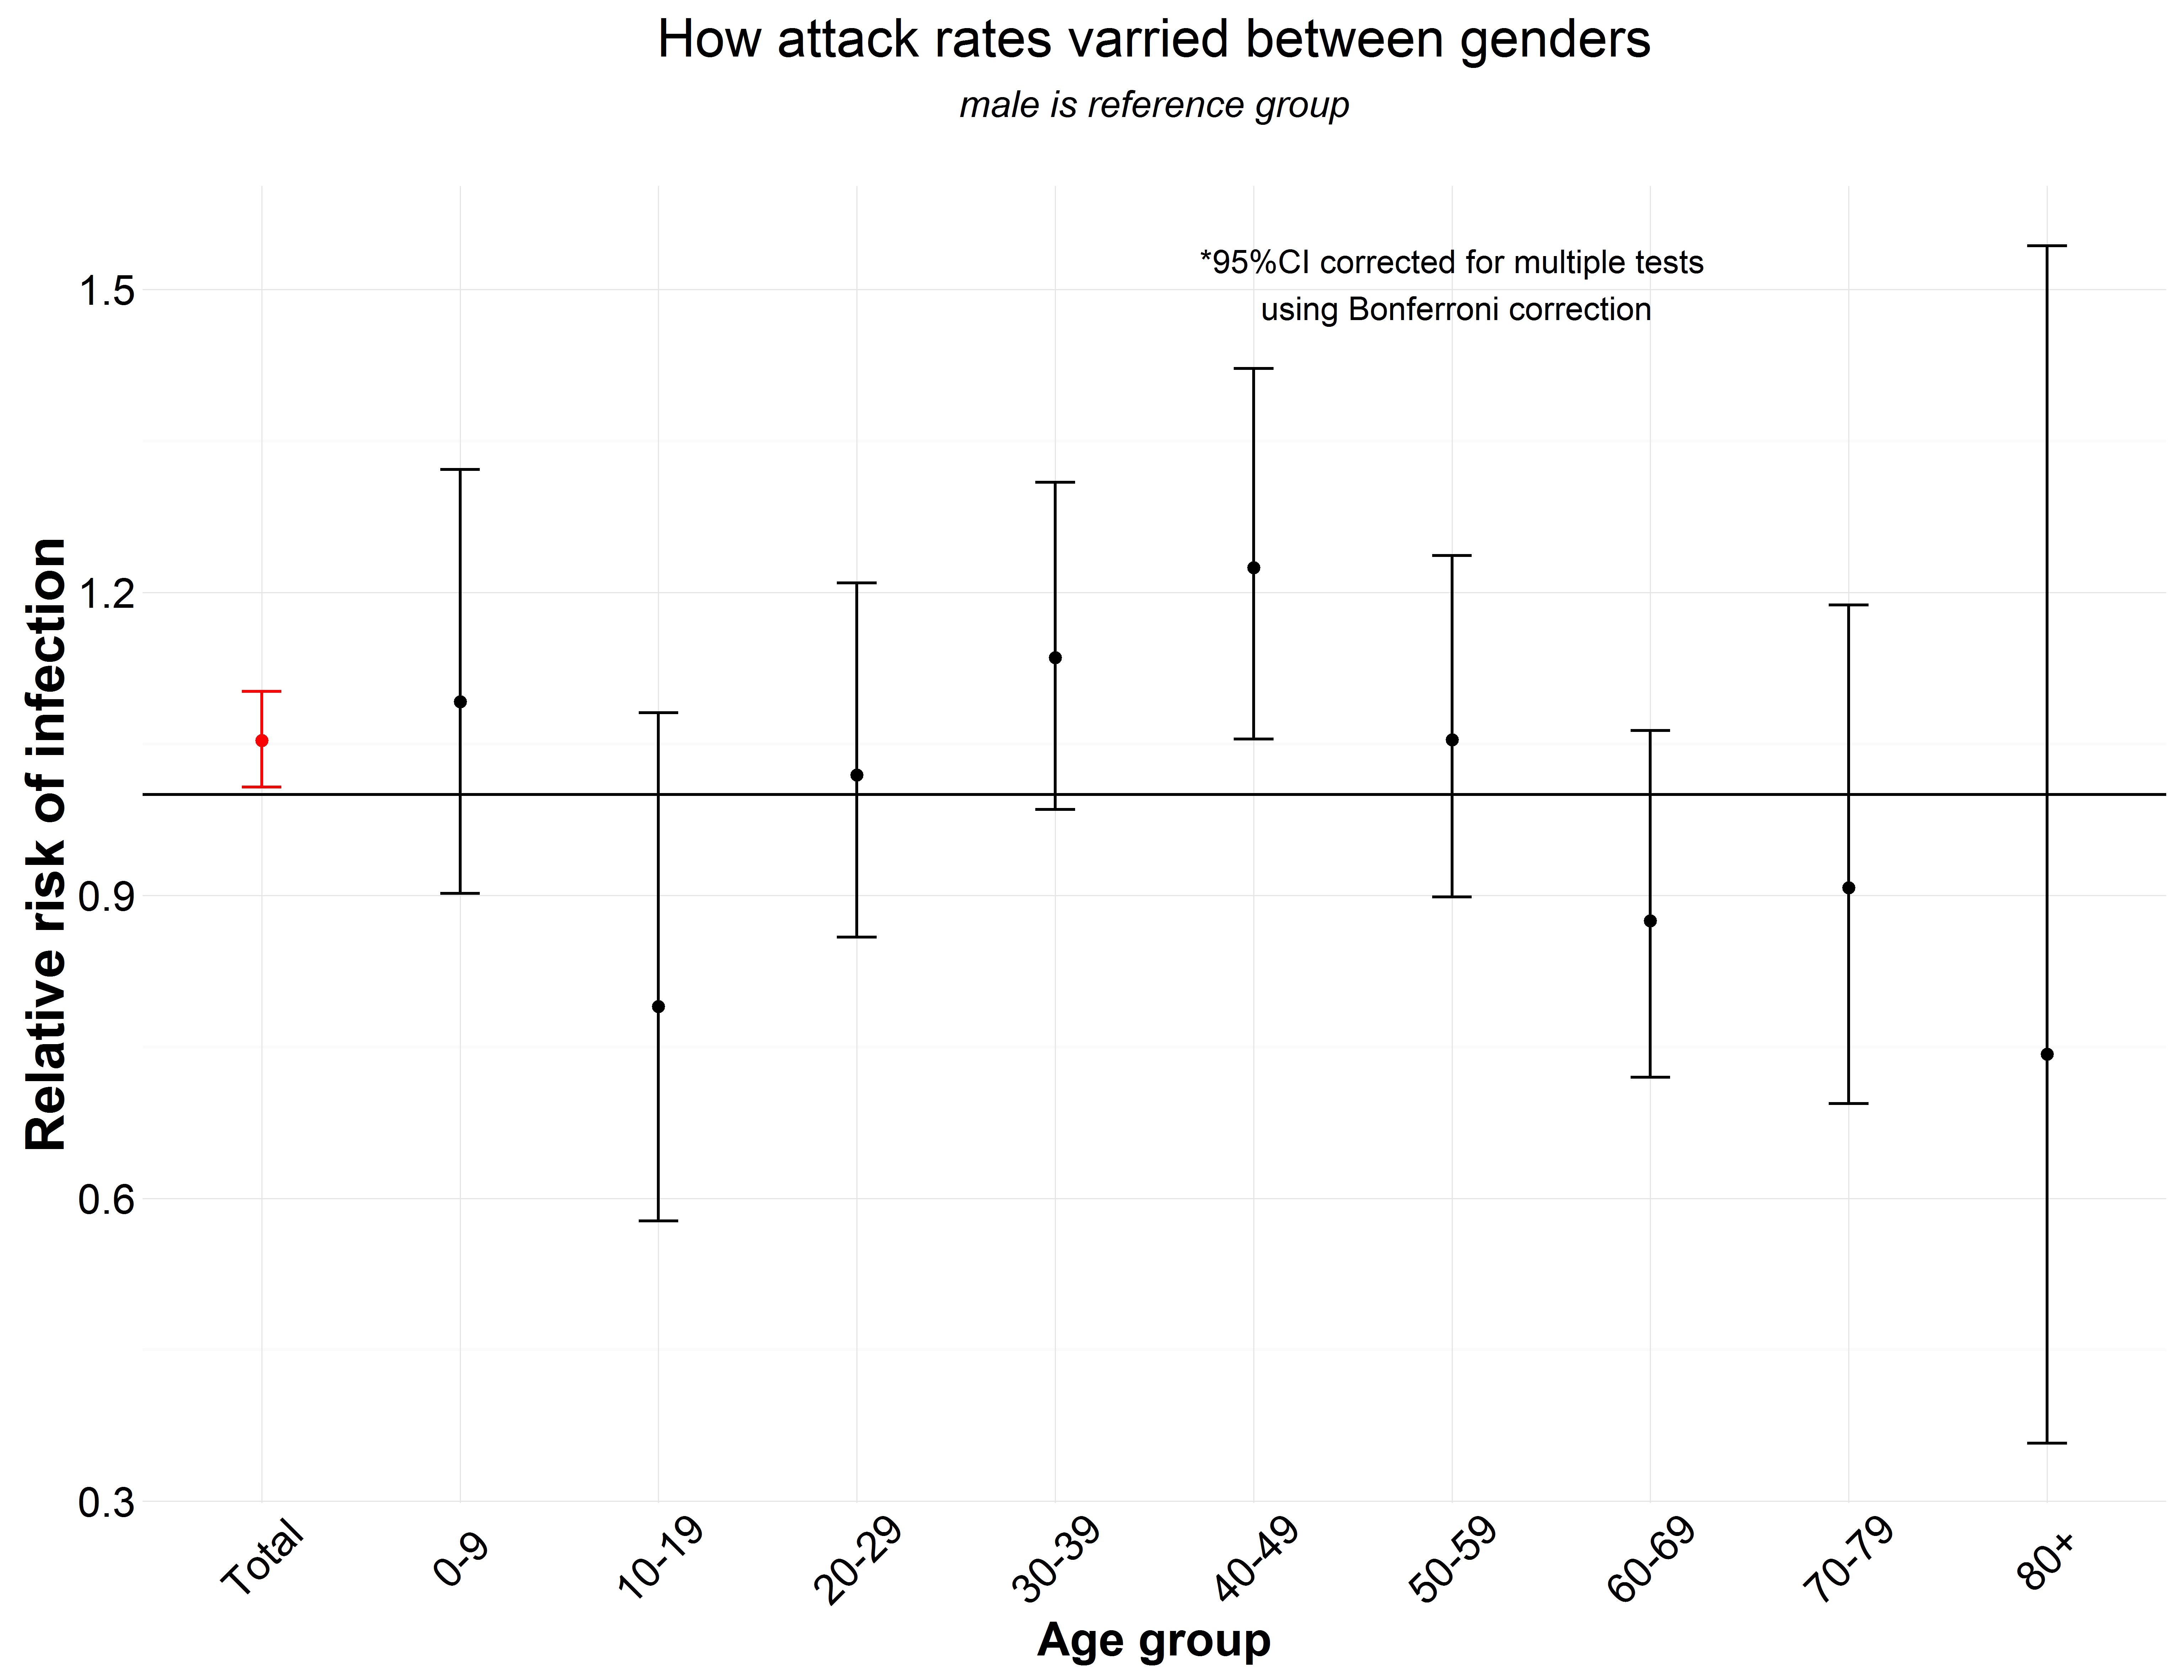 How attack rates varried between genders
male is reference group
*95%CI corrected for multiple tests
using Bonferroni correction
Relative risk of infection
1.5
1.2
0.9
0.6
0.3
Total
0-9
10-19
20-29
30-39
40-49
50-59
60-69
70-79
80+
Age group